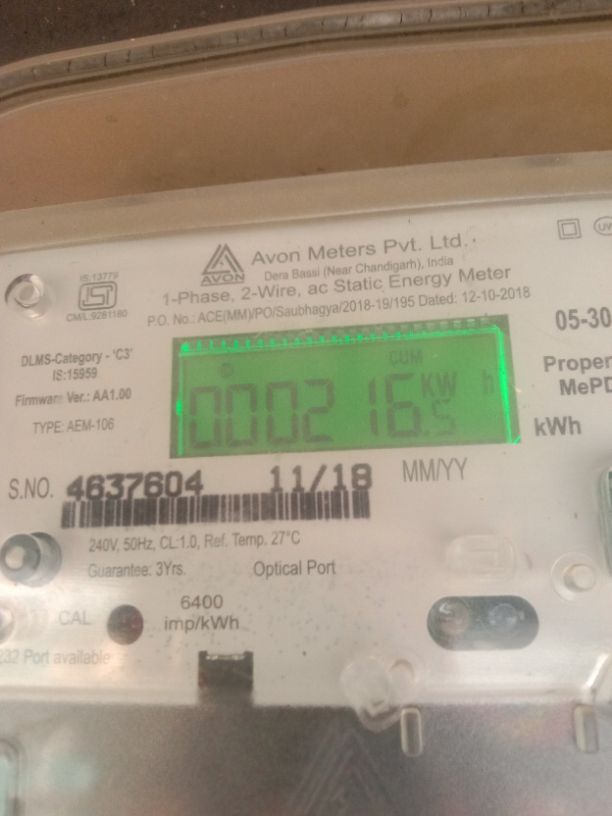 AVON
Avon Meters Pvt. Ltd.
Dera Bassi (Near Chandigarh), India
1-Phase, 2-Wire, ac Static Energy Meter
P.O. No.: ACE(MM)/PO/Saubhagya/2018-19/195 Dated: 12-10-2018
IS:13779
ISI
CM/L:9281180
DLMS-Category - 'C3'
IS:15959
Firmware Ver.: AA1.00
TYPE: AEM-106
CUM
000216.5 KW h
05-30
Proper
MePD
kWh
S.NO. 4637604 11/18 MM/YY
240V, 50Hz, CL:1.0, Ref. Temp. 27°C
Guarantee: 3Yrs. Optical Port
CAL
6400
imp/kWh
232 Port available